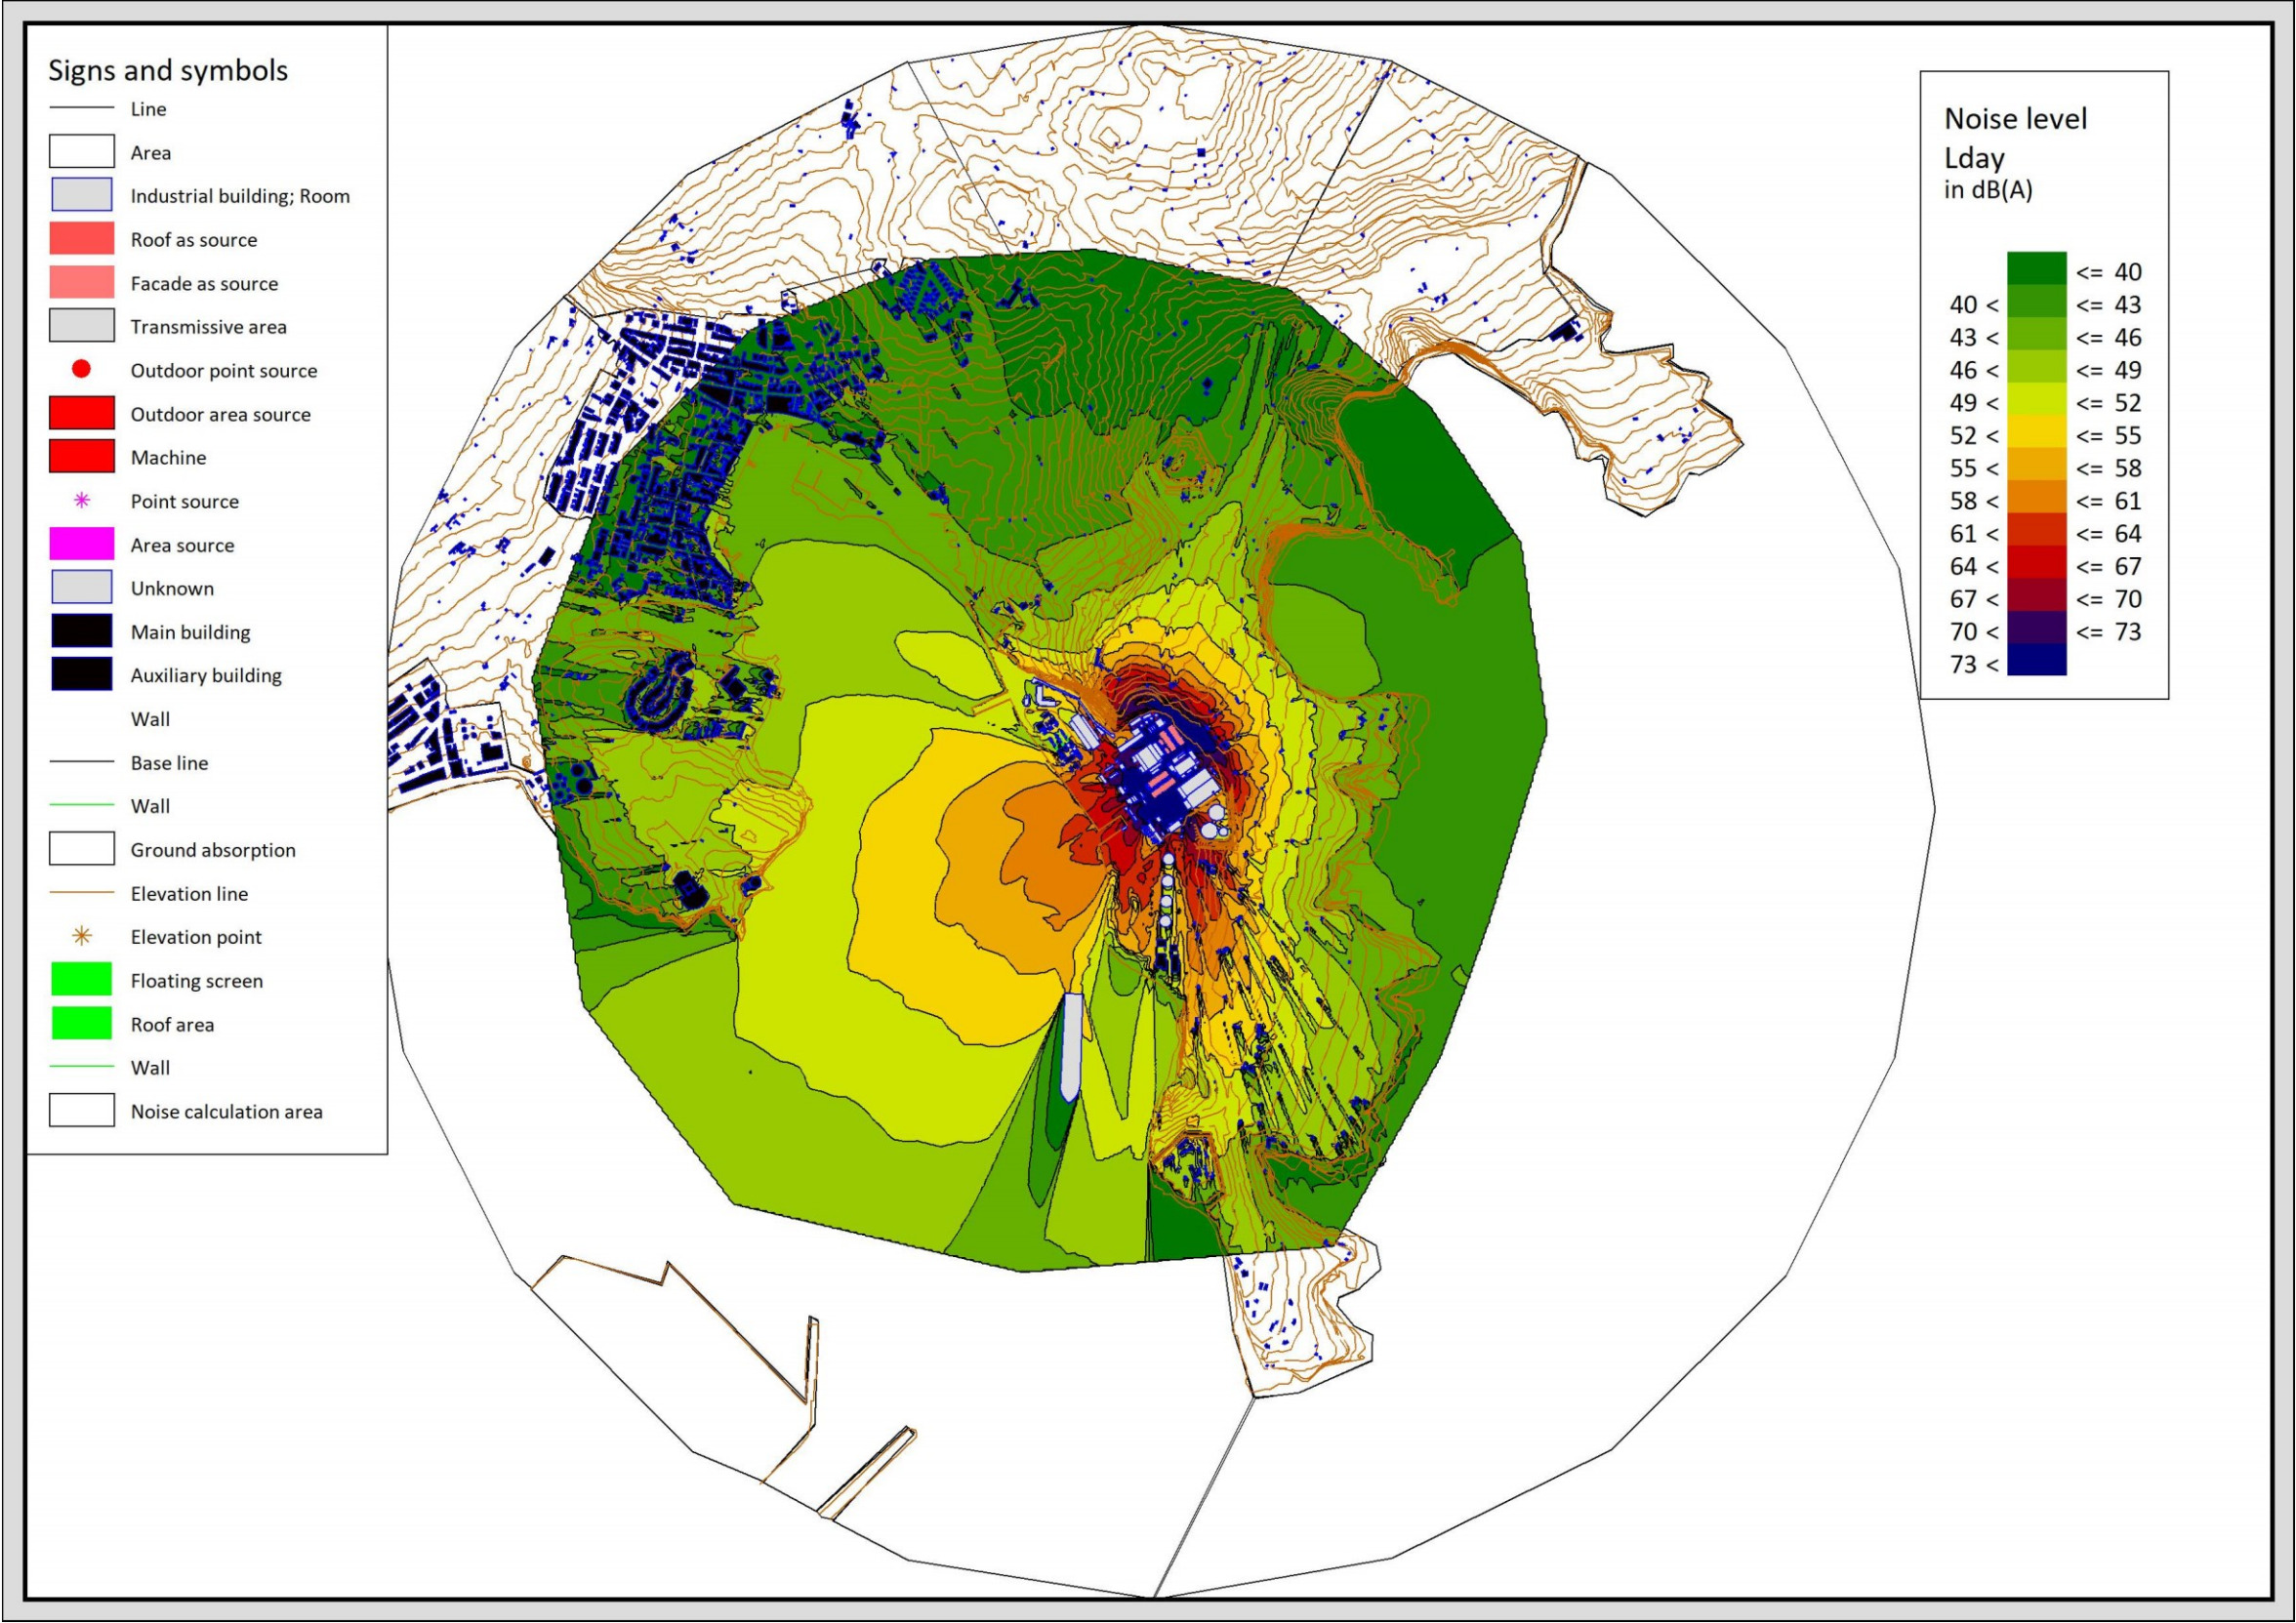 Signs and symbols
Line
Area
Industrial building; Room
Roof as source
Facade as source
Transmissive area
Outdoor point source
Outdoor area source
Machine
Point source
Area source
Unknown
Main building
Auxiliary building
Wall
Base line
Wall
Ground absorption
Elevation line
Elevation point
Floating screen
Roof area
Wall
Noise calculation area
Noise level
Lday
in dB(A)
<= 40
40 < <= 43
43 < <= 46
46 < <= 49
49 < <= 52
52 < <= 55
55 < <= 58
58 < <= 61
61 < <= 64
64 < <= 67
67 < <= 70
70 < <= 73
73 <